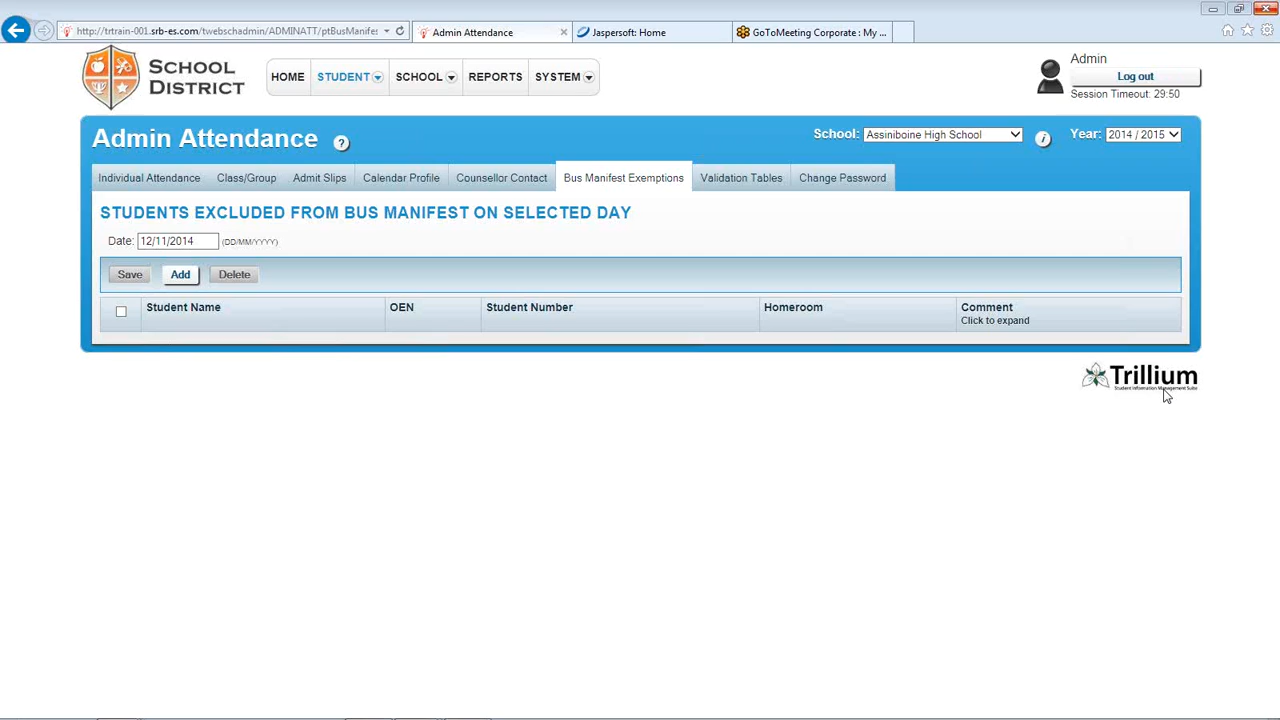 http://trtrain-001.srb-es.com/twebschadmin/ADMINATT/ptBusManifes
Admin Attendance
Jaspersoft: Home
GoToMeeting Corporate : My ...
SCHOOL DISTRICT
HOME
STUDENT
SCHOOL
REPORTS
SYSTEM
Admin
Log out
Session Timeout: 29:50
Admin Attendance
?
School: Assiniboine High School
i
Year: 2014 / 2015
Individual Attendance
Class/Group
Admit Slips
Calendar Profile
Counsellor Contact
Bus Manifest Exemptions
Validation Tables
Change Password
STUDENTS EXCLUDED FROM BUS MANIFEST ON SELECTED DAY
Date: 12/11/2014 (DD/MM/YYYY)
Save
Add
Delete
Student Name
OEN
Student Number
Homeroom
Comment
Click to expand
Trillium
Student Information Management Suite